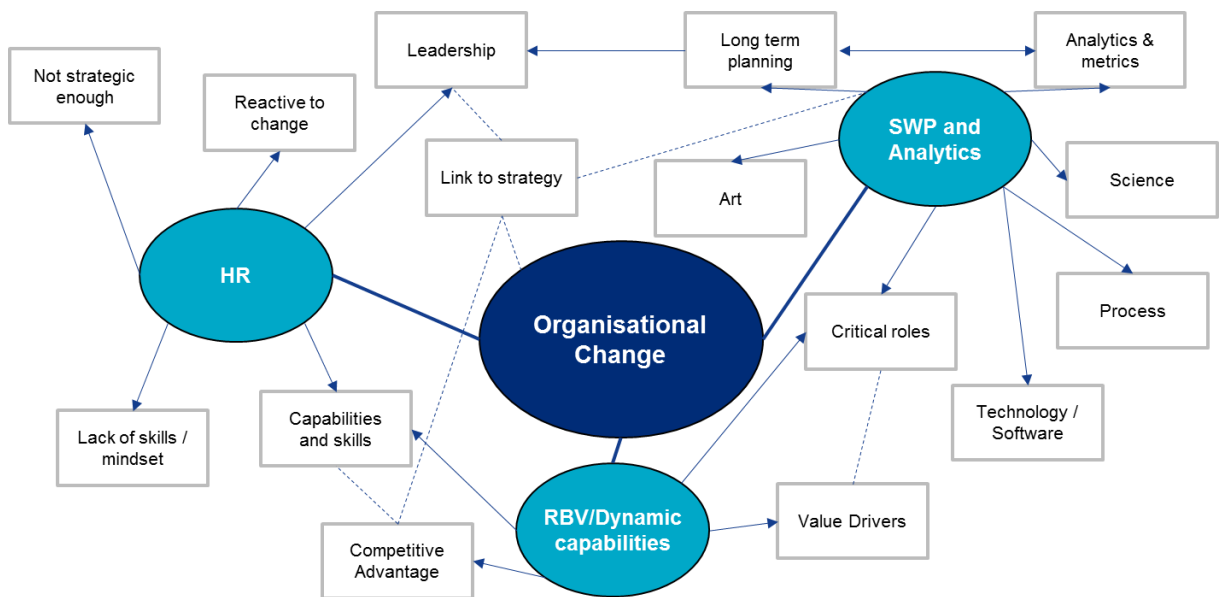 Leadership
Long term
planning
Analytics &
metrics
Not strategic
enough
Reactive to
change
SWP and
Analytics
Link to strategy
Art
Science
HR
Organisational
Change
Critical roles
Process
Capabilities
and skills
Lack of skills /
mindset
Technology /
Software
RBV/Dynamic
capabilities
Value Drivers
Competitive
Advantage